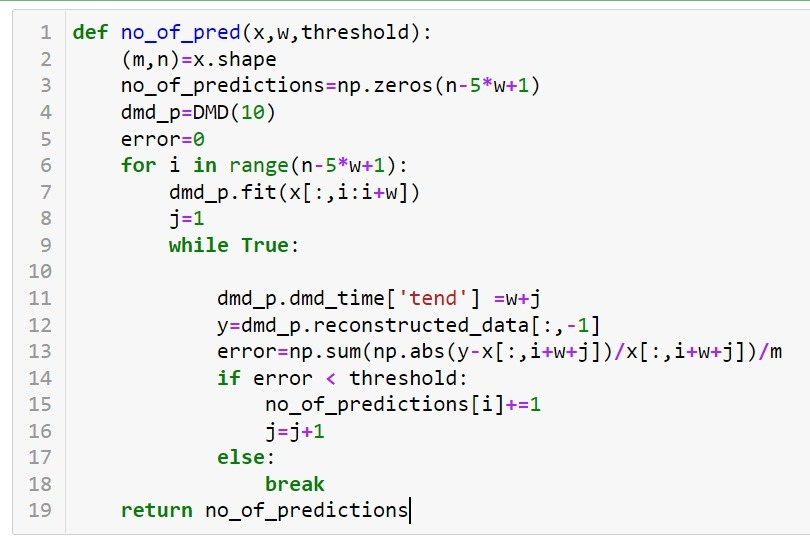 1 def no_of_pred(x,w,threshold):
2     (m,n)=x.shape
3     no_of_predictions=np.zeros(n-5*w+1)
4     dmd_p=DMD(10)
5     error=0
6     for i in range(n-5*w+1):
7         dmd_p.fit(x[:,i:i+w])
8         j=1
9         while True:
10
11             dmd_p.dmd_time['tend'] =w+j
12             y=dmd_p.reconstructed_data[:,-1]
13             error=np.sum(np.abs(y-x[:,i+w+j])/x[:,i+w+j])/m
14             if error < threshold:
15                 no_of_predictions[i]+=1
16                 j=j+1
17             else:
18                 break
19     return no_of_predictions